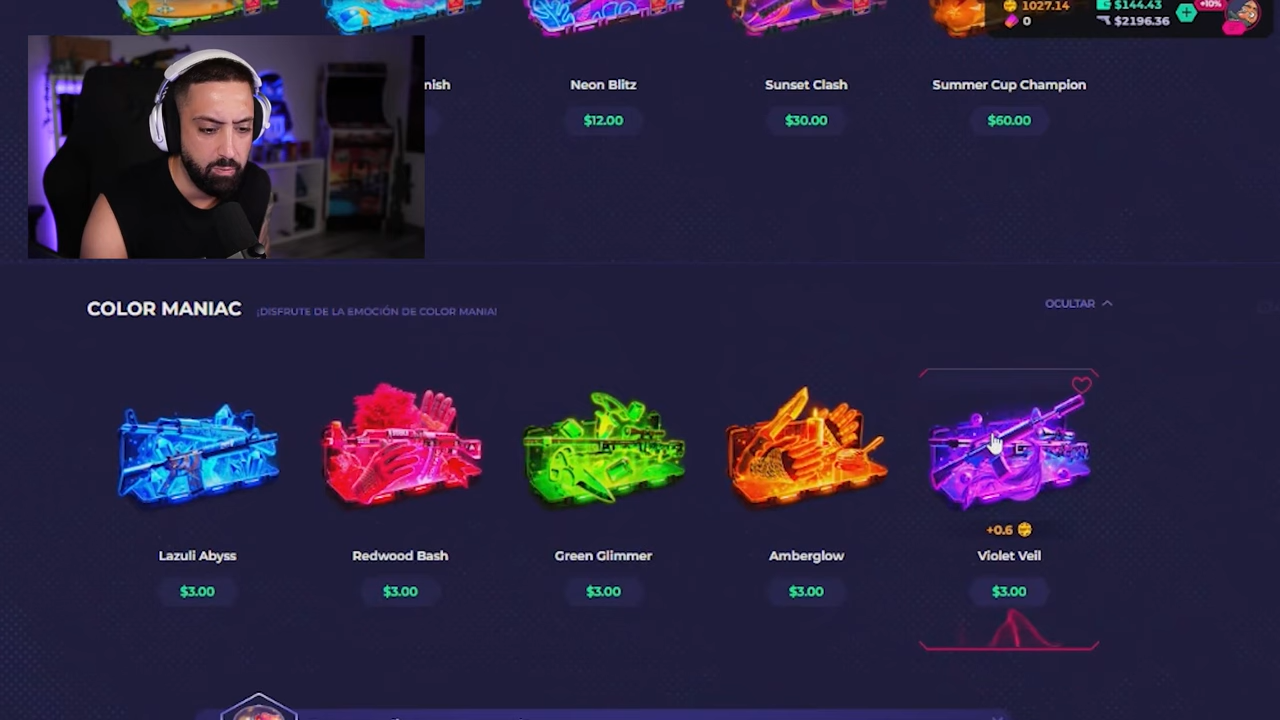 1027.14
$144.43
+10%
0
$2196.36
nish
Neon Blitz
Sunset Clash
Summer Cup Champion
$12.00
$30.00
$60.00
COLOR MANIAC
¡DISFRUTE DE LA EMOCIÓN DE COLOR MANIA!
OCULTAR
+0.6
Lazuli Abyss
Redwood Bash
Green Glimmer
Amberglow
Violet Veil
$3.00
$3.00
$3.00
$3.00
$3.00